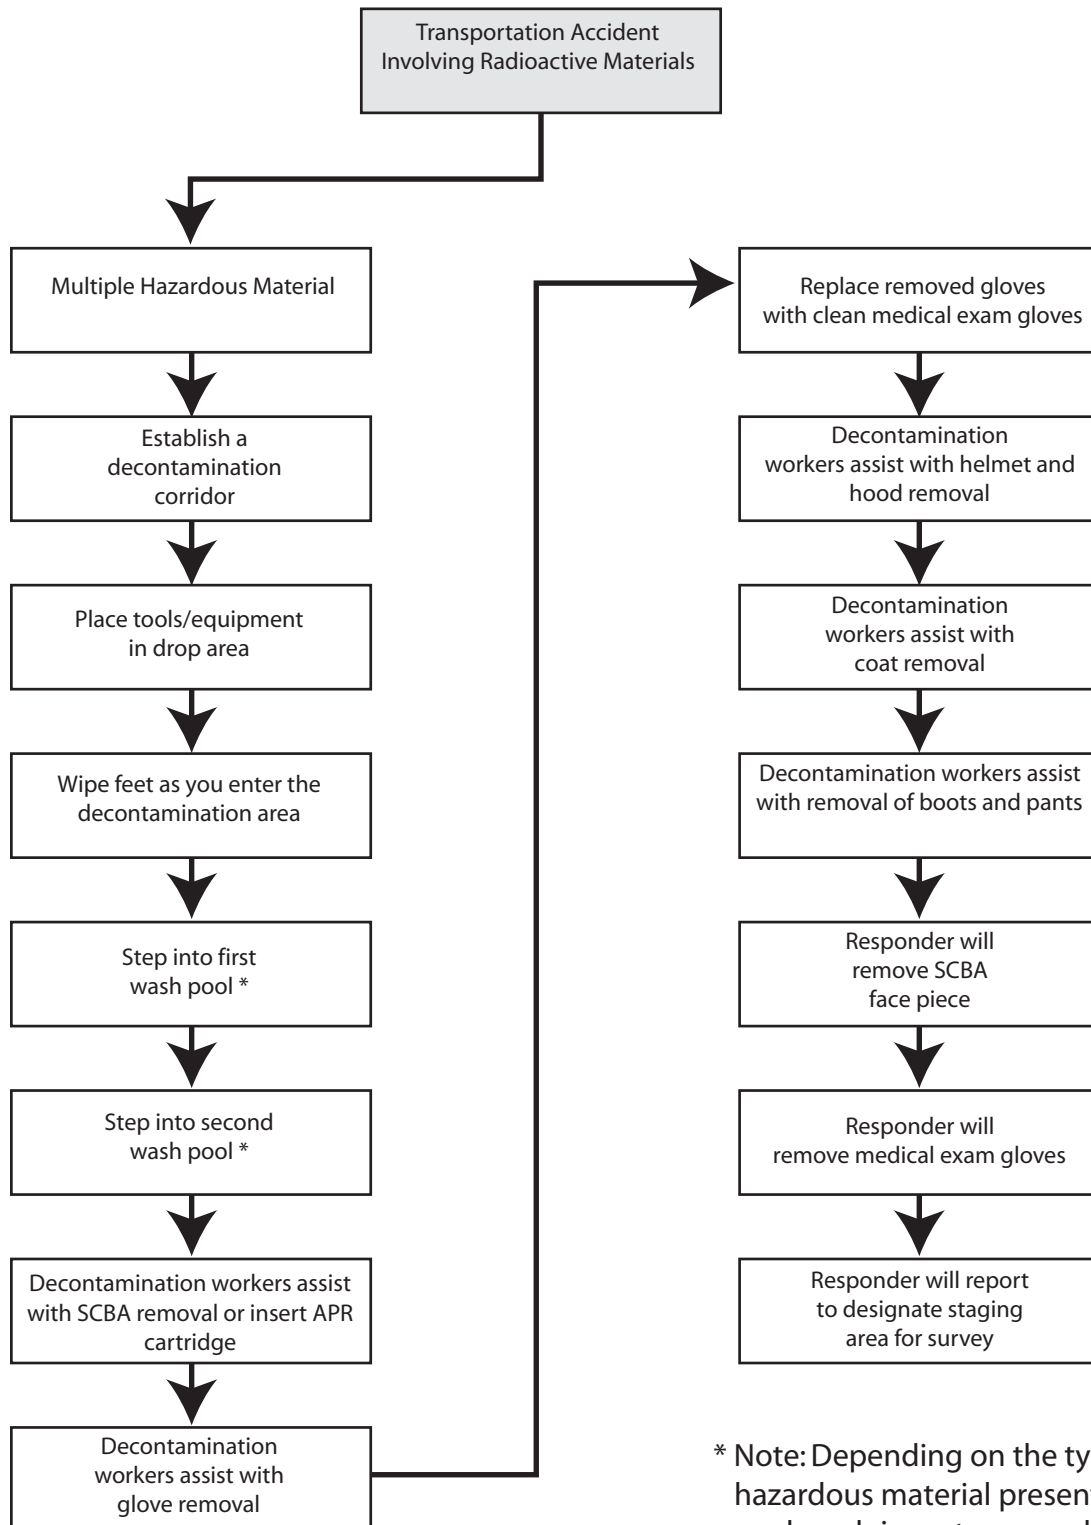 Transportation Accident
Involving Radioactive Materials
Multiple Hazardous Material
Establish a
decontamination
corridor
Place tools/equipment
in drop area
Wipe feet as you enter the
decontamination area
Step into first
wash pool *
Step into second
wash pool *
Decontamination workers assist
with SCBA removal or insert APR
cartridge
Decontamination
workers assist with
glove removal
Replace removed gloves
with clean medical exam gloves
Decontamination
workers assist with helmet and
hood removal
Decontamination
workers assist with
coat removal
Decontamination workers assist
with removal of boots and pants
Responder will
remove SCBA
face piece
Responder will
remove medical exam gloves
Responder will report
to designate staging
area for survey
* Note: Depending on the ty
hazardous material presen